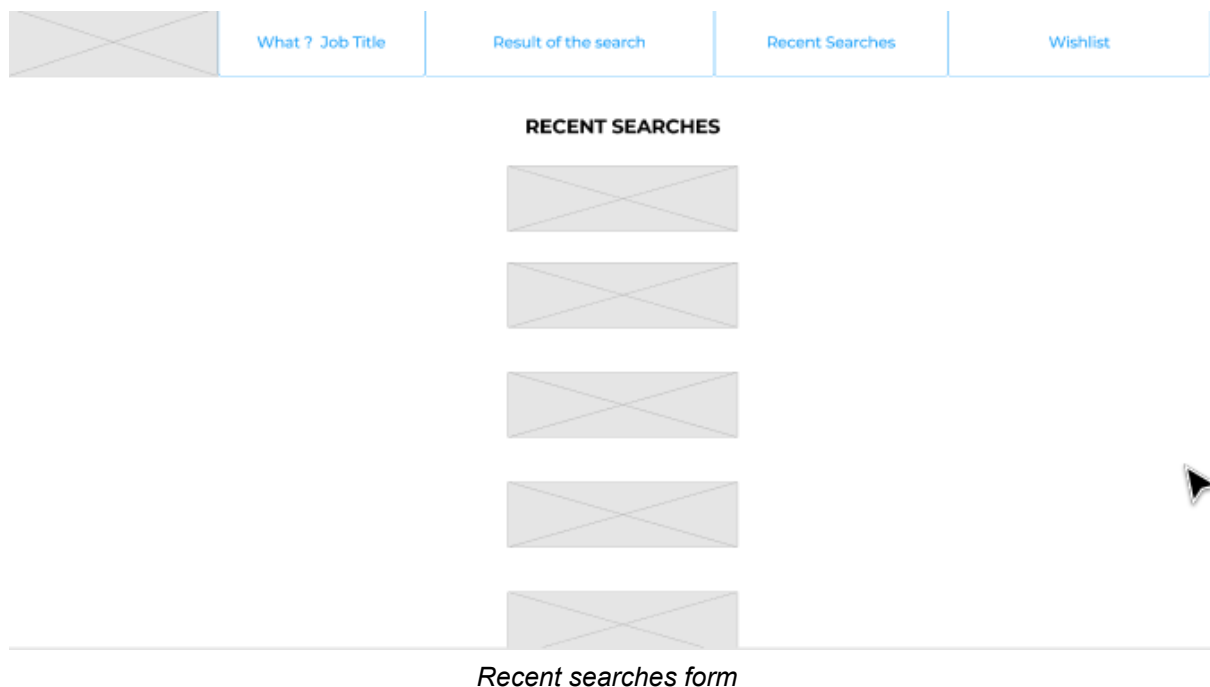 What ? Job Title
Result of the search
Recent Searches
Wishlist
RECENT SEARCHES
Recent searches form